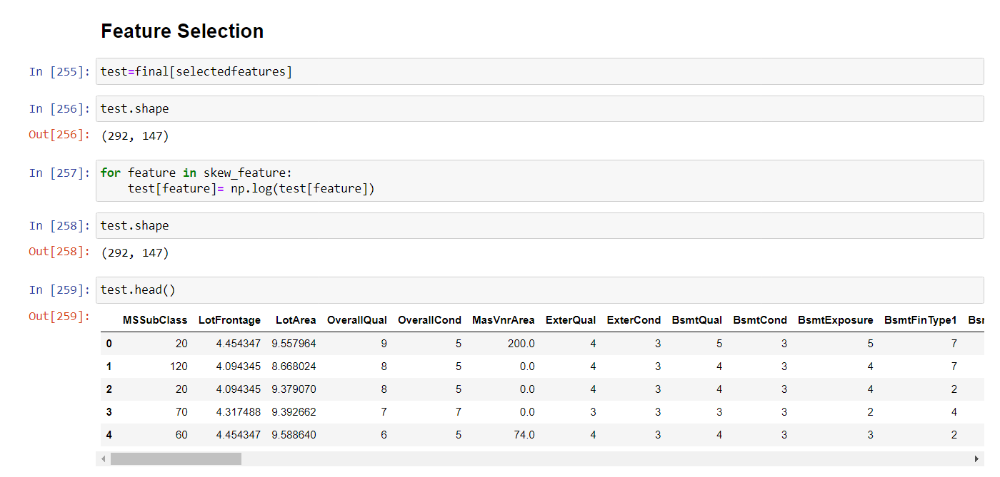 Feature Selection
In [255]: test=final[selectedfeatures]
In [256]: test.shape
Out[256]: (292, 147)
In [257]: for feature in skew_feature:
    test[feature]= np.log(test[feature])
In [258]: test.shape
Out[258]: (292, 147)
In [259]: test.head()
Out[259]:
MSSubClass LotFrontage LotArea OverallQual OverallCond MasVnrArea ExterQual ExterCond BsmtQual BsmtCond BsmtExposure BsmtFinType1 Bsr
0 20 4.454347 9.557964 9 5 200.0 4 3 5 3 5 7
1 120 4.094345 8.668024 8 5 0.0 4 3 4 3 4 7
2 20 4.094345 9.379070 8 5 0.0 4 3 4 3 4 2
3 70 4.317488 9.392662 7 7 0.0 3 3 3 3 2 4
4 60 4.454347 9.588640 6 5 74.0 4 3 4 3 3 2